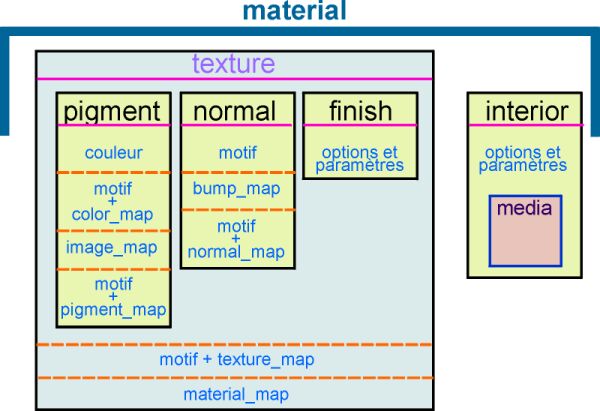 material
texture
pigment
couleur
motif
+
color_map
image_map
motif
+
pigment_map
normal
motif
bump_map
motif
+
normal_map
finish
options et
paramètres
motif + texture_map
material_map
interior
options et
paramètres
media